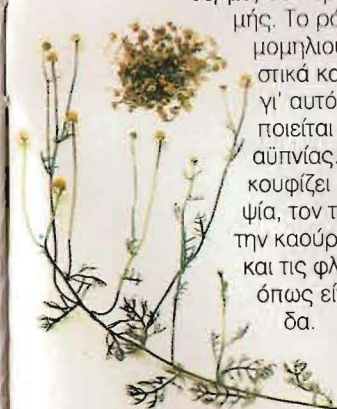 μής. Το ρό
μομηλιού
στικά κα
γι' αυτό
ποιείται
αϋπνίας.
κουφίζει
ψία, τον τ
την καούρ
και τις φλ
όπως εί
δα.